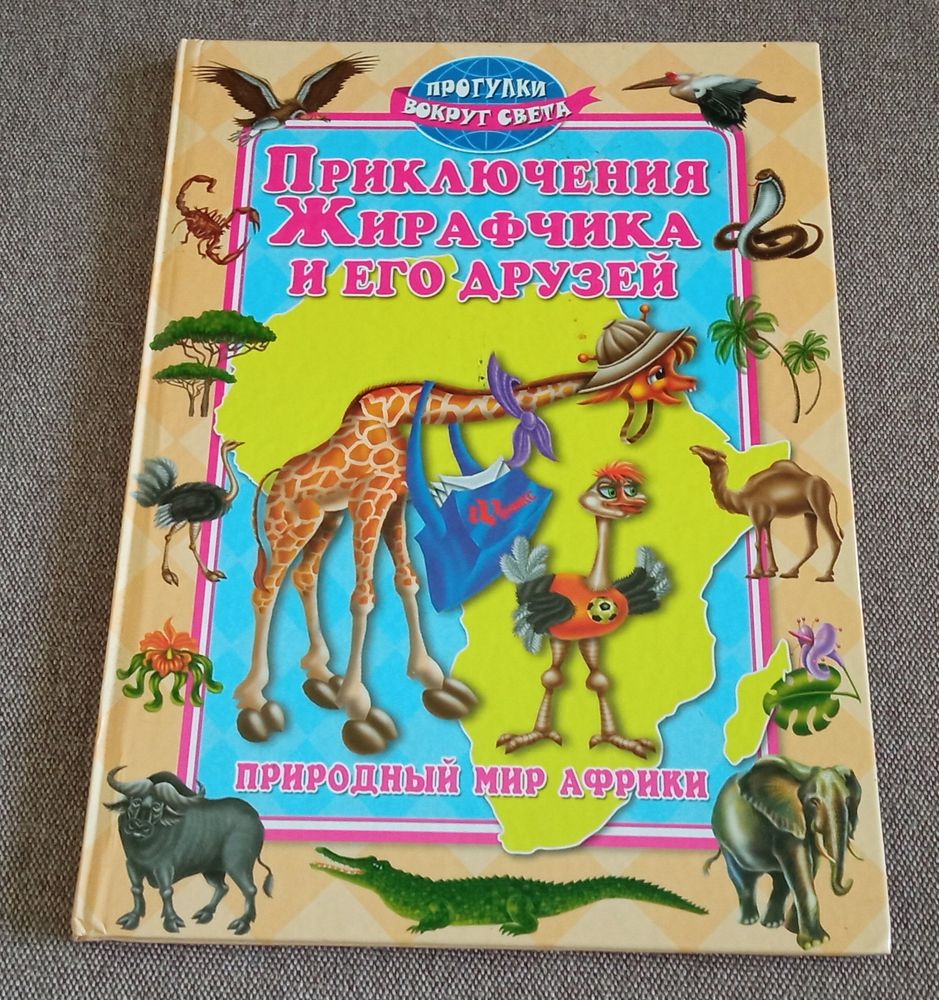 ПРОГУЛКИ
ВОКРУГ СВЕТА
ПРИКЛЮЧЕНИЯ
ЖИРАФЧИКА
И ЕГО ДРУЗЕЙ
ПРИРОДНЫЙ МИР АФРИКИ